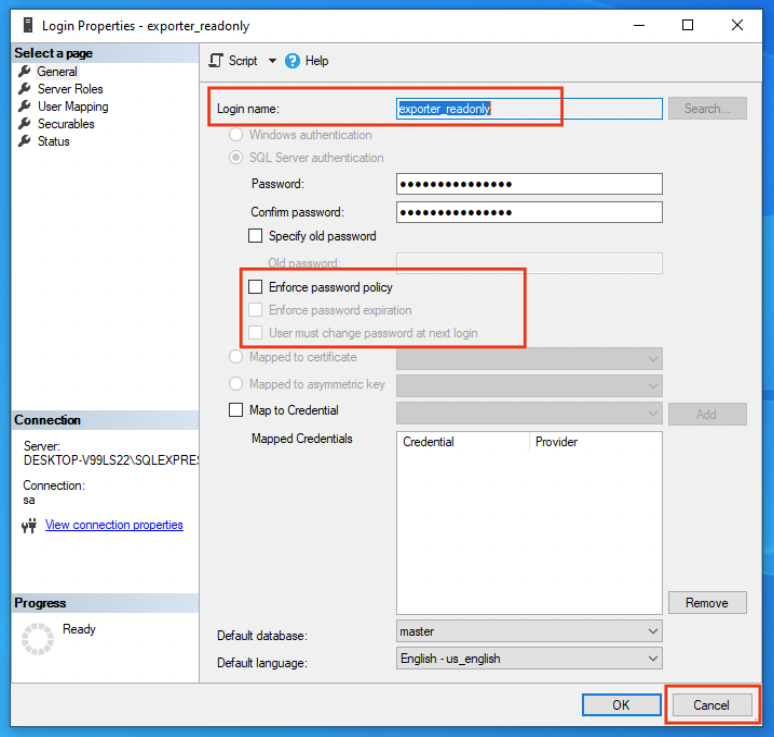 Login Properties - exporter_readonly
Select a page
General
Server Roles
User Mapping
Securables
Status
Script
Help
Login name:
exporter_readonly
Search...
Windows authentication
SQL Server authentication
Password:
●●●●●●●●●●●●●●●
Confirm password:
●●●●●●●●●●●●●●●
Specify old password
Old password:
Enforce password policy
Enforce password expiration
User must change password at next login
Mapped to certificate
Mapped to asymmetric key
Map to Credential
Add
Mapped Credentials
Credential Provider
Remove
Default database:
master
Default language:
English - us_english
Connection
Server:
DESKTOP-V99LS22\SQLEXPRES
Connection:
sa
View connection properties
Progress
Ready
OK
Cancel